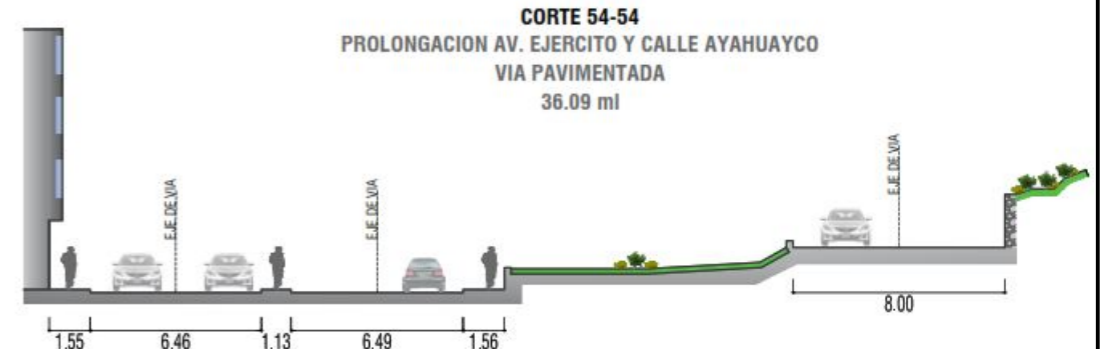 CORTE 54-54
PROLONGACION AV. EJERCITO Y CALLE AYAHUAYCO
VIA PAVIMENTADA
36.09 ml
EJE DE VIA
EJE DE VIA
EJE DE VIA
1.55
6.46
1.13
6.49
1.56
8.00